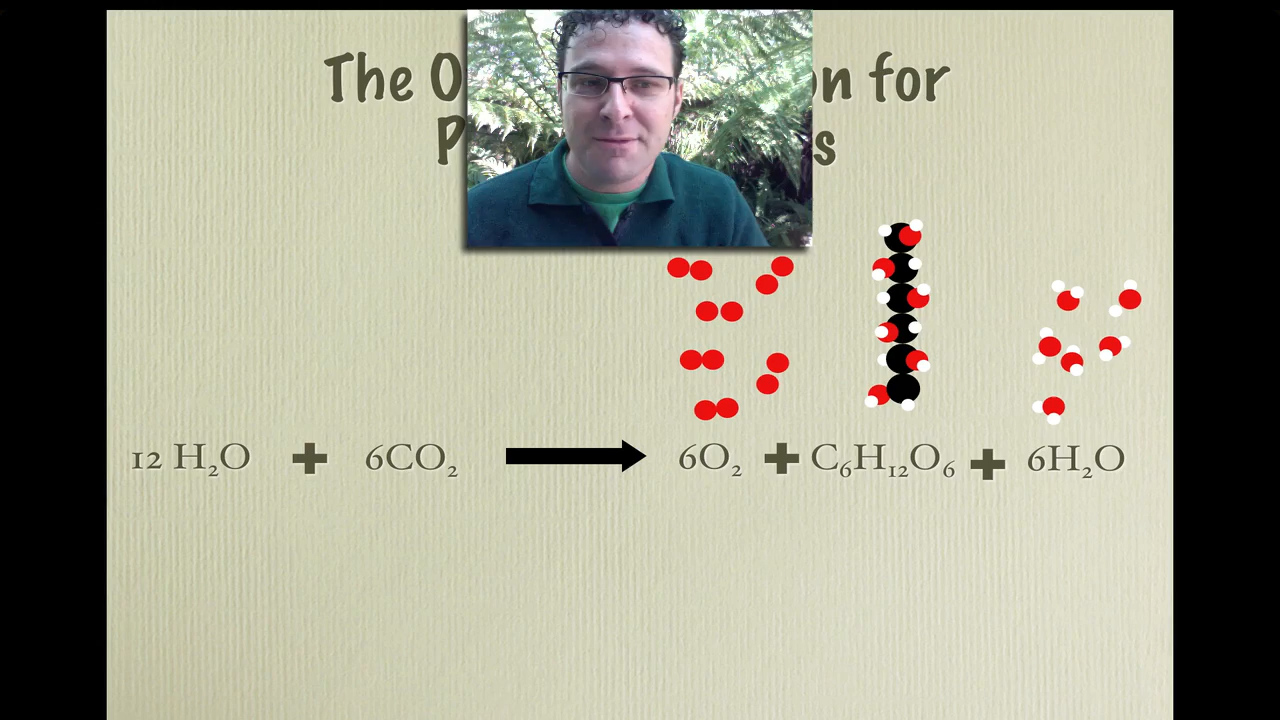 The O on for
P s
12 H₂O + 6CO₂ → 6O₂ + C₆H₁₂O₆ + 6H₂O